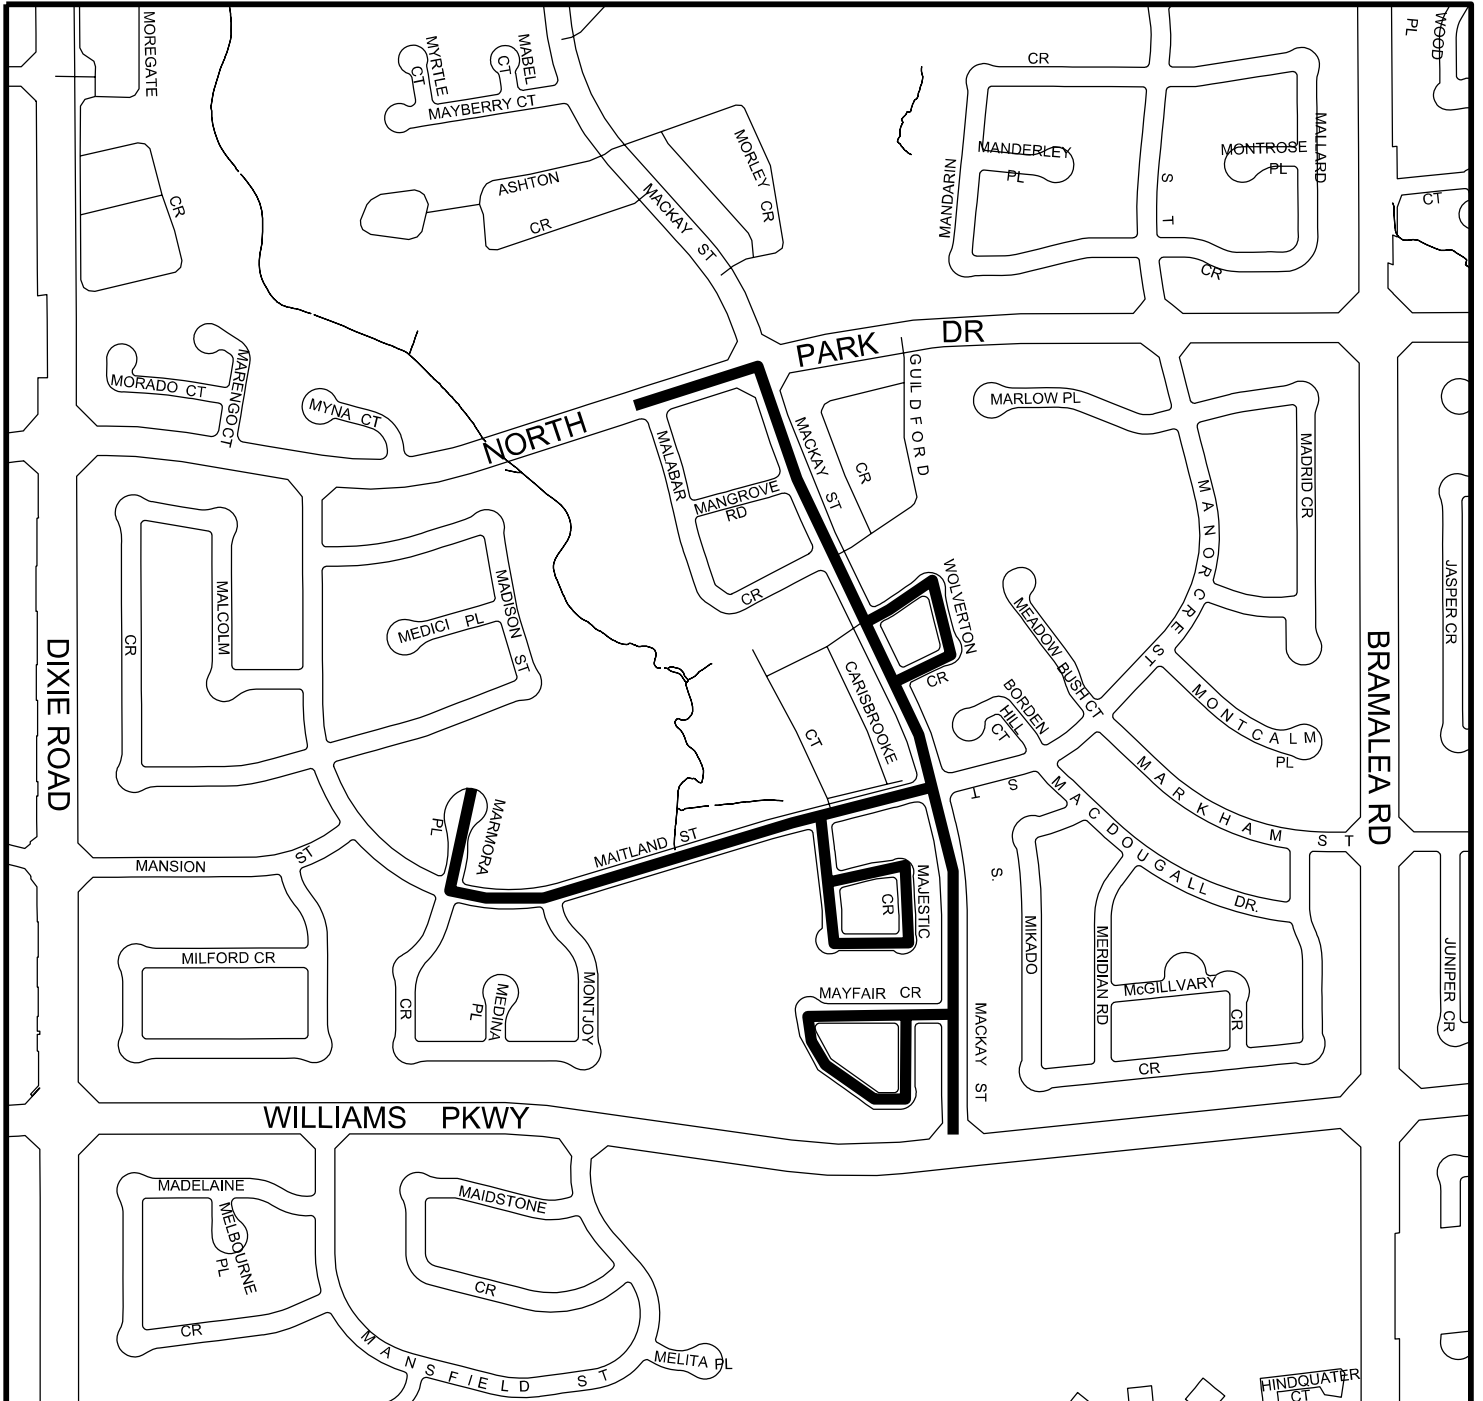 MOREGATE
MYRTLE
CT
MABEL
CT
MAYBERRY CT
CR
WOOD
PL
MANDERLEY
PL
MANDARIN
S T
MONTROSE
PL
MALLARD
CR
CT
CR
ASHTON
CR
MORLEY CR
MACKAY ST
NORTH PARK DR
MORADO CT
MARENGO CT
MYNA CT
GUILDFORD
CR
MARLOW PL
MADRID CR
MALABAR
MANGROVE
RD
CR
MACKAY ST
MANORCREST
ST
MALCOLM
CR
MADISON ST
MEDICI PL
WOLVERTON
CR
MEADOW BUSH CT
BORDEN
HILL
CT
MONTCALM
PL
JASPER CR
DIXIE ROAD
BRAMALEA RD
CARISBROOKE
CT
S T
MARKHAM ST
MACDOUGALL DR.
MARMORA
PL
MAITLAND ST
MANSION ST
MAJESTIC
CR
S.
MIKADO
MERIDIAN RD
McGILLVARY
CR
CR
JUNIPER CR
MILFORD CR
CR
MEDINA
PL
MONTJOY
MAYFAIR CR
MACKAY ST
WILLIAMS PKWY
MADELAINE
MELBOURNE
PL
CR
MAIDSTONE
CR
MANSFIELD ST
MELITA PL
HINDQUATER
CT